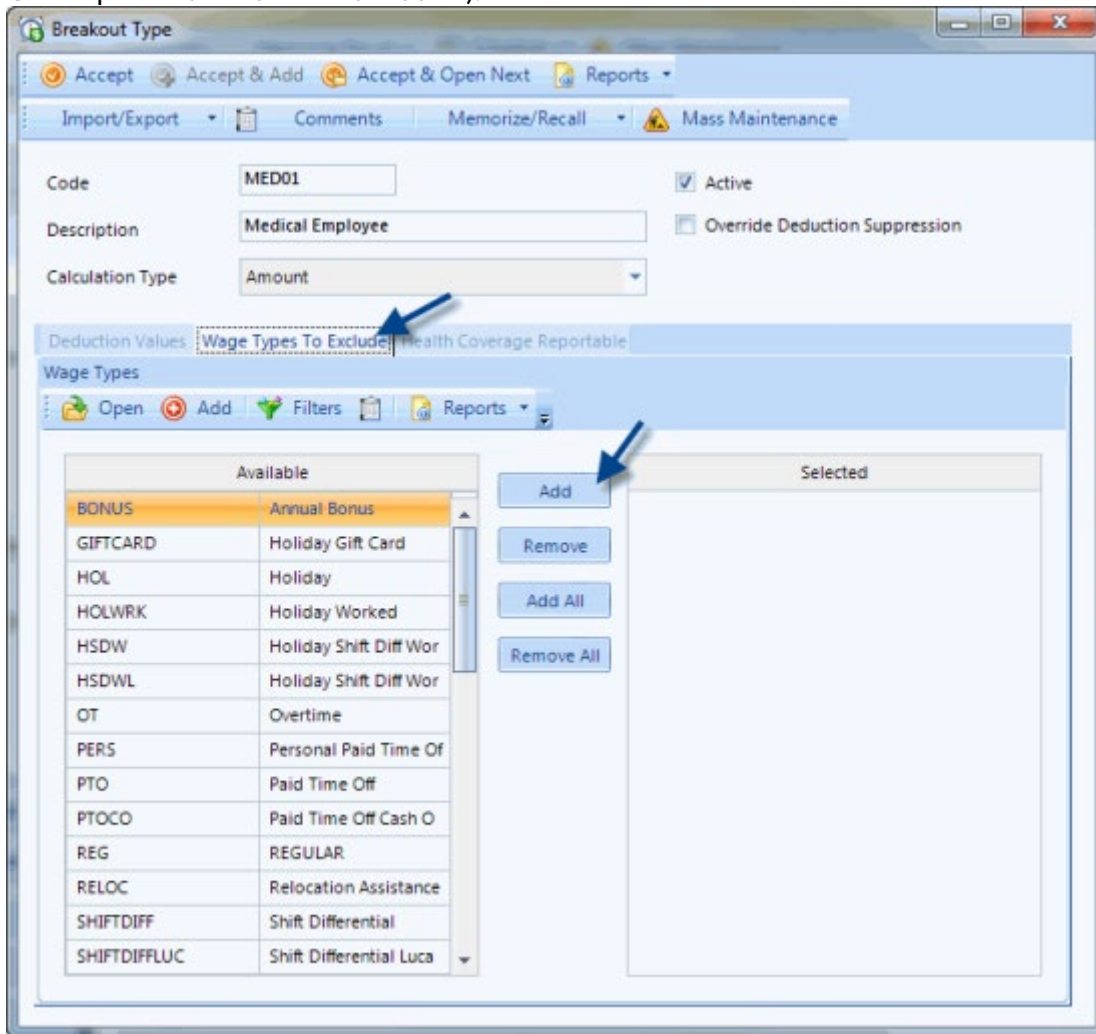 Breakout Type
Accept Accept & Add Accept & Open Next Reports
Import/Export Comments Memorize/Recall Mass Maintenance
Code MED01 Active
Description Medical Employee Override Deduction Suppression
Calculation Type Amount
Deduction Values Wage Types To Exclude Health Coverage Reportable
Wage Types
Open Add Filters Reports
Available Selected
Add
BONUS Annual Bonus
GIFTCARD Holiday Gift Card
Remove
HOL Holiday
HOLWRK Holiday Worked
Add All
HSDW Holiday Shift Diff Wor
Remove All
HSDWL Holiday Shift Diff Wor
OT Overtime
PERS Personal Paid Time Of
PTO Paid Time Off
PTOCO Paid Time Off Cash O
REG REGULAR
RELOC Relocation Assistance
SHIFTDIFF Shift Differential
SHIFTDIFFLUC Shift Differential Luca